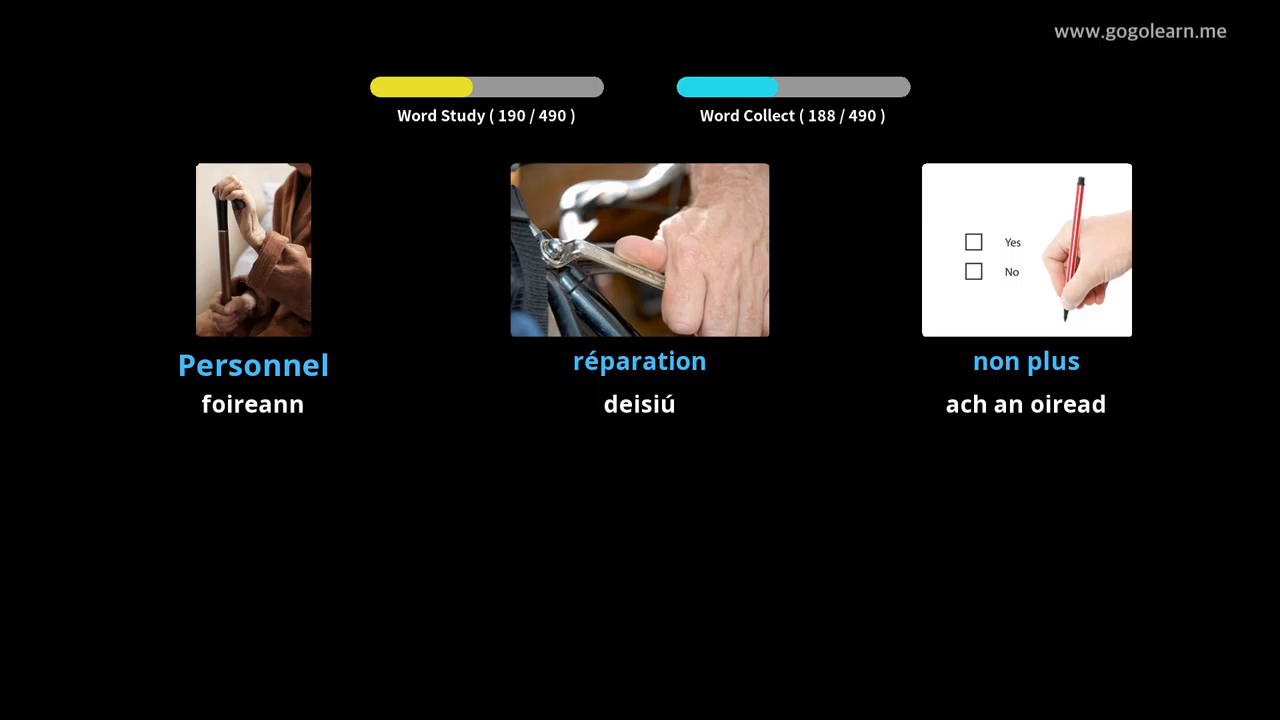 www.gogolearn.me
Word Study ( 190 / 490 )
Word Collect ( 188 / 490 )
Yes
No
Personnel
réparation
non plus
foireann
deisiú
ach an oiread